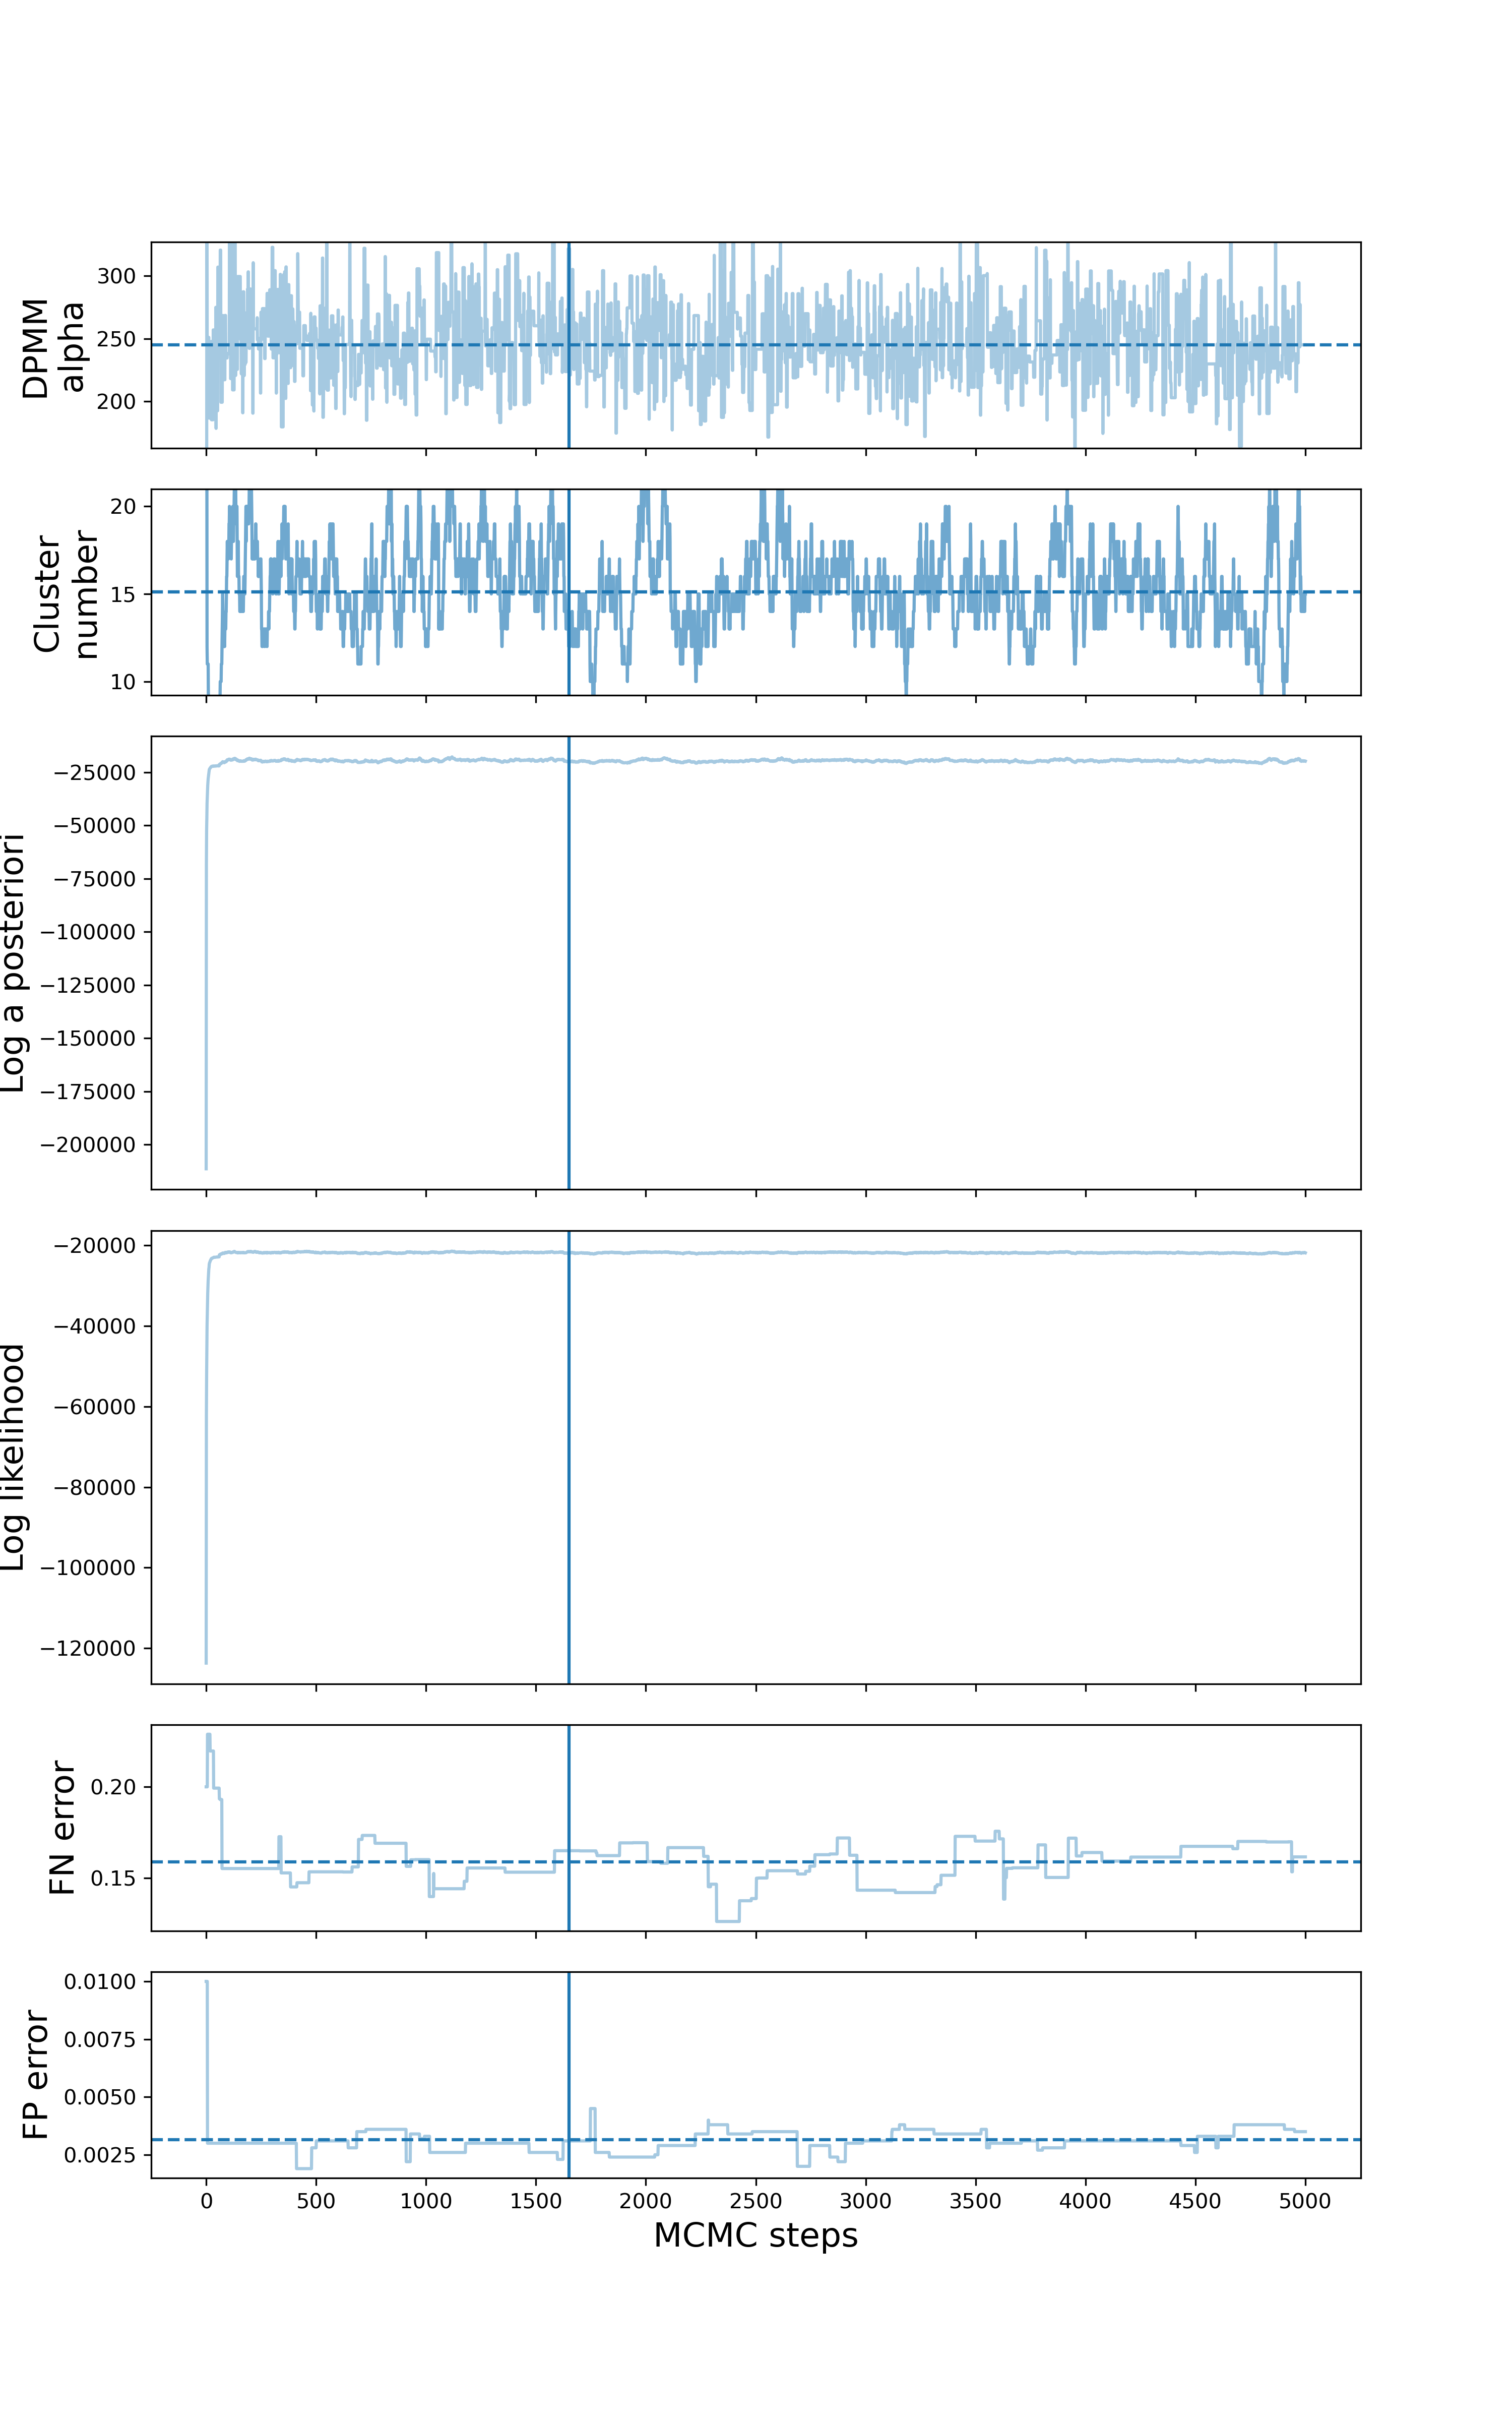 DPMM
alpha
300
250
200
Cluster
number
20
15
10
Log a posteriori
−25000
−50000
−75000
−100000
−125000
−150000
−175000
−200000
Log likelihood
−20000
−40000
−60000
−80000
−100000
−120000
FN error
0.20
0.15
FP error
0.0100
0.0075
0.0050
0.0025
0 500 1000 1500 2000 2500 3000 3500 4000 4500 5000
MCMC steps